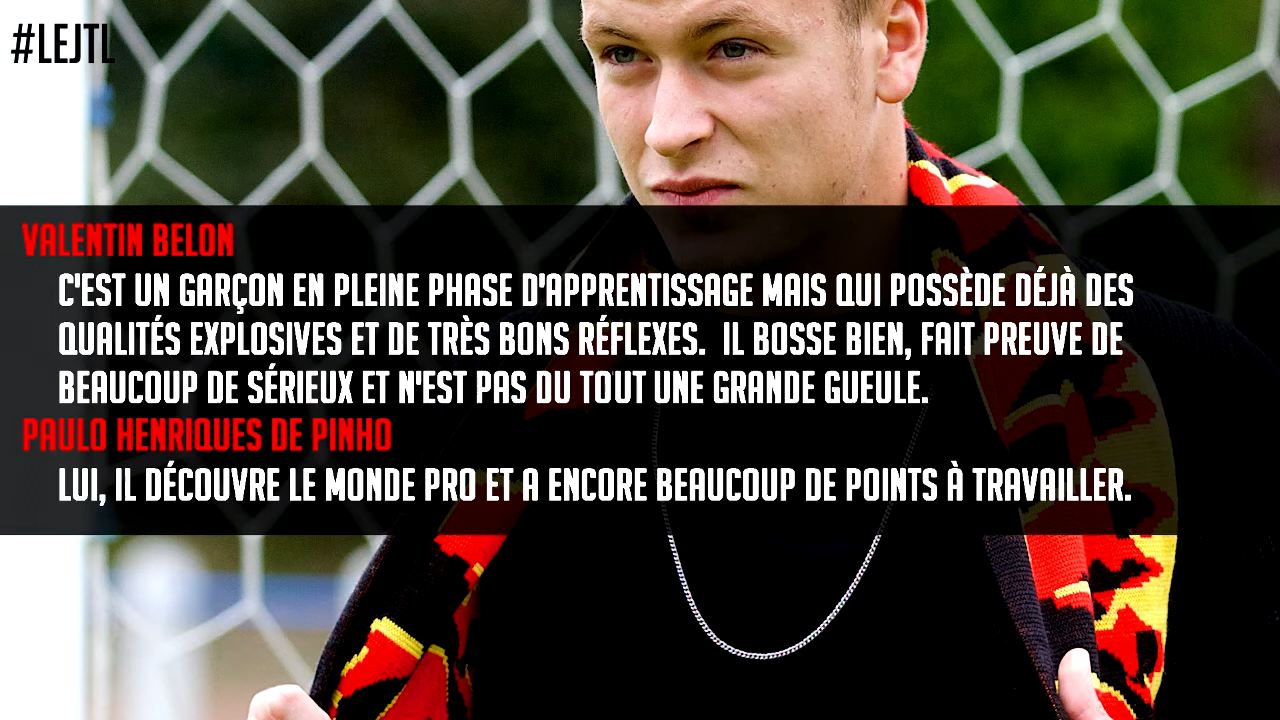 #LEJTL
VALENTIN BELON
C'EST UN GARÇON EN PLEINE PHASE D'APPRENTISSAGE MAIS QUI POSSÈDE DÉJÀ DES
QUALITÉS EXPLOSIVES ET DE TRÈS BONS RÉFLEXES. IL BOSSE BIEN, FAIT PREUVE DE
BEAUCOUP DE SÉRIEUX ET N'EST PAS DU TOUT UNE GRANDE GUEULE.
PAULO HENRIQUES DE PINHO
LUI, IL DÉCOUVRE LE MONDE PRO ET A ENCORE BEAUCOUP DE POINTS À TRAVAILLER.